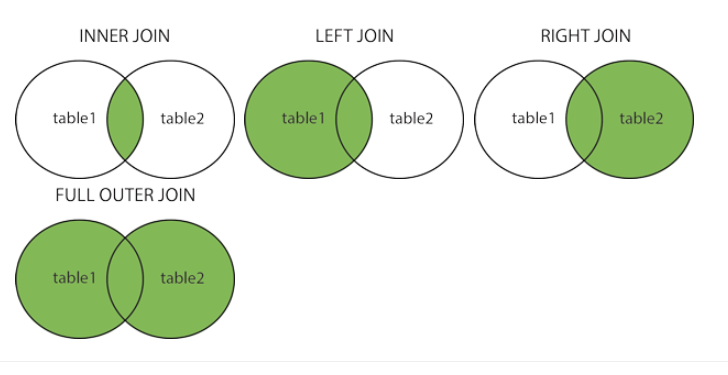 INNER JOIN
LEFT JOIN
RIGHT JOIN
table1
table2
table1
table2
table1
table2
FULL OUTER JOIN
table1
table2